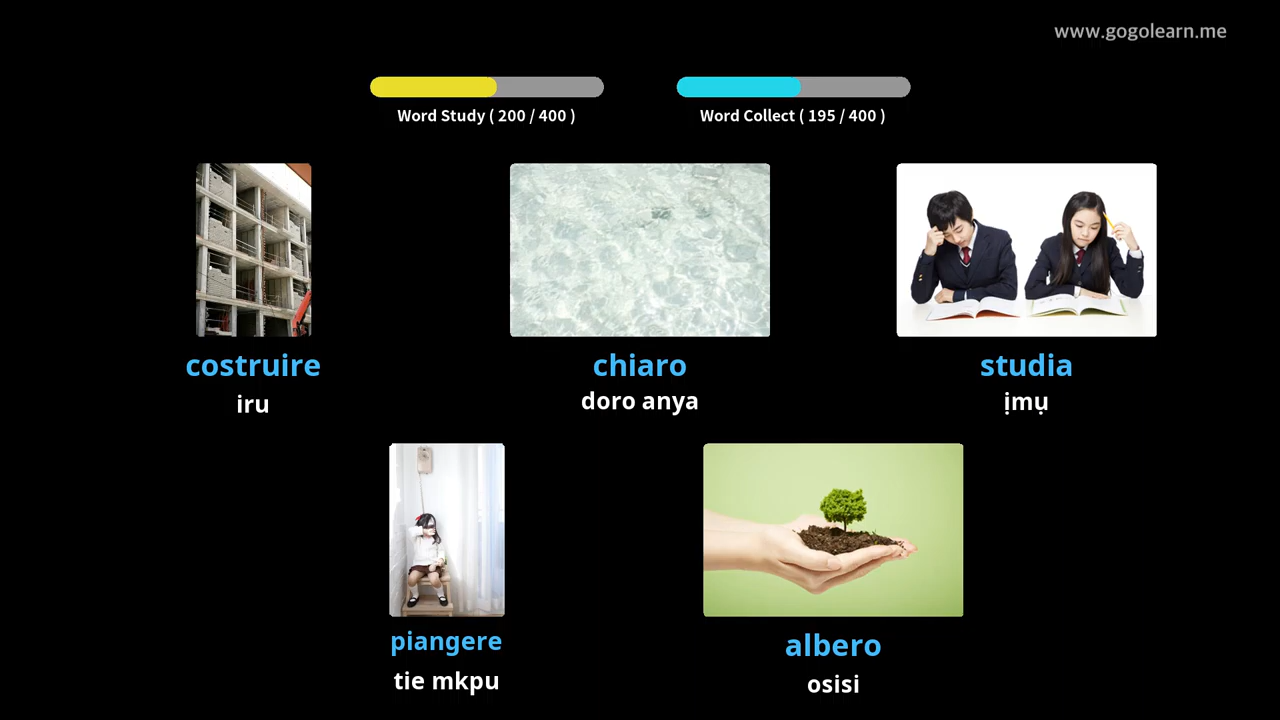 www.gogolearn.me
Word Study ( 200 / 400 )
Word Collect ( 195 / 400 )
costruire
iru
chiaro
doro anya
studia
ịmụ
piangere
tie mkpu
albero
osisi